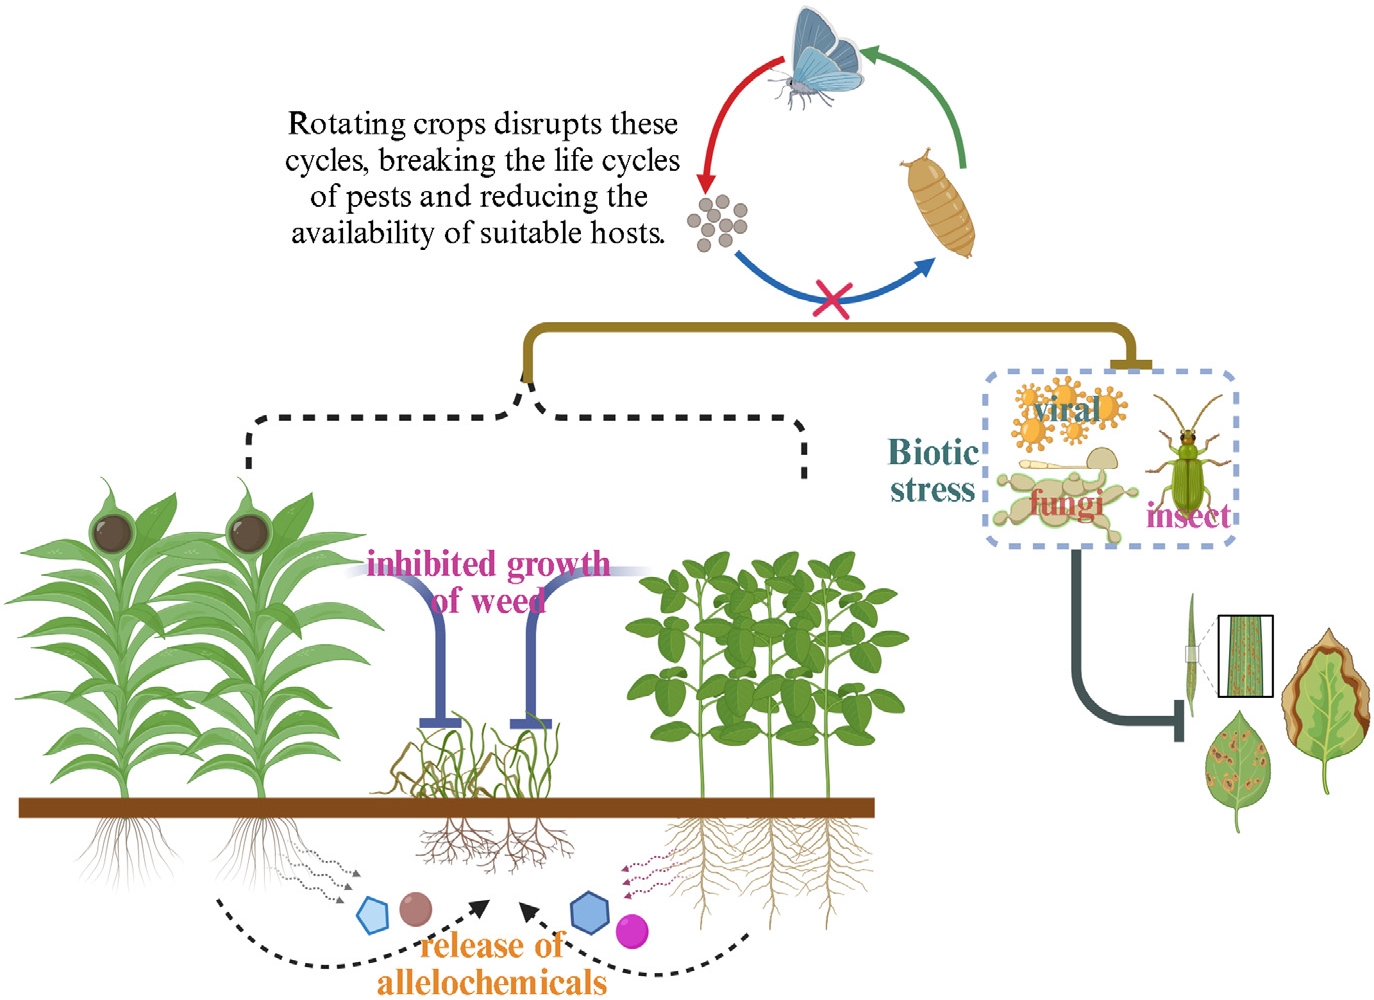 Rotating crops disrupts these
cycles, breaking the life cycles
of pests and reducing the
availability of suitable hosts.
viral
Biotic
stress
fungi
insect
inhibited growth
of weed
release of
allelochemicals